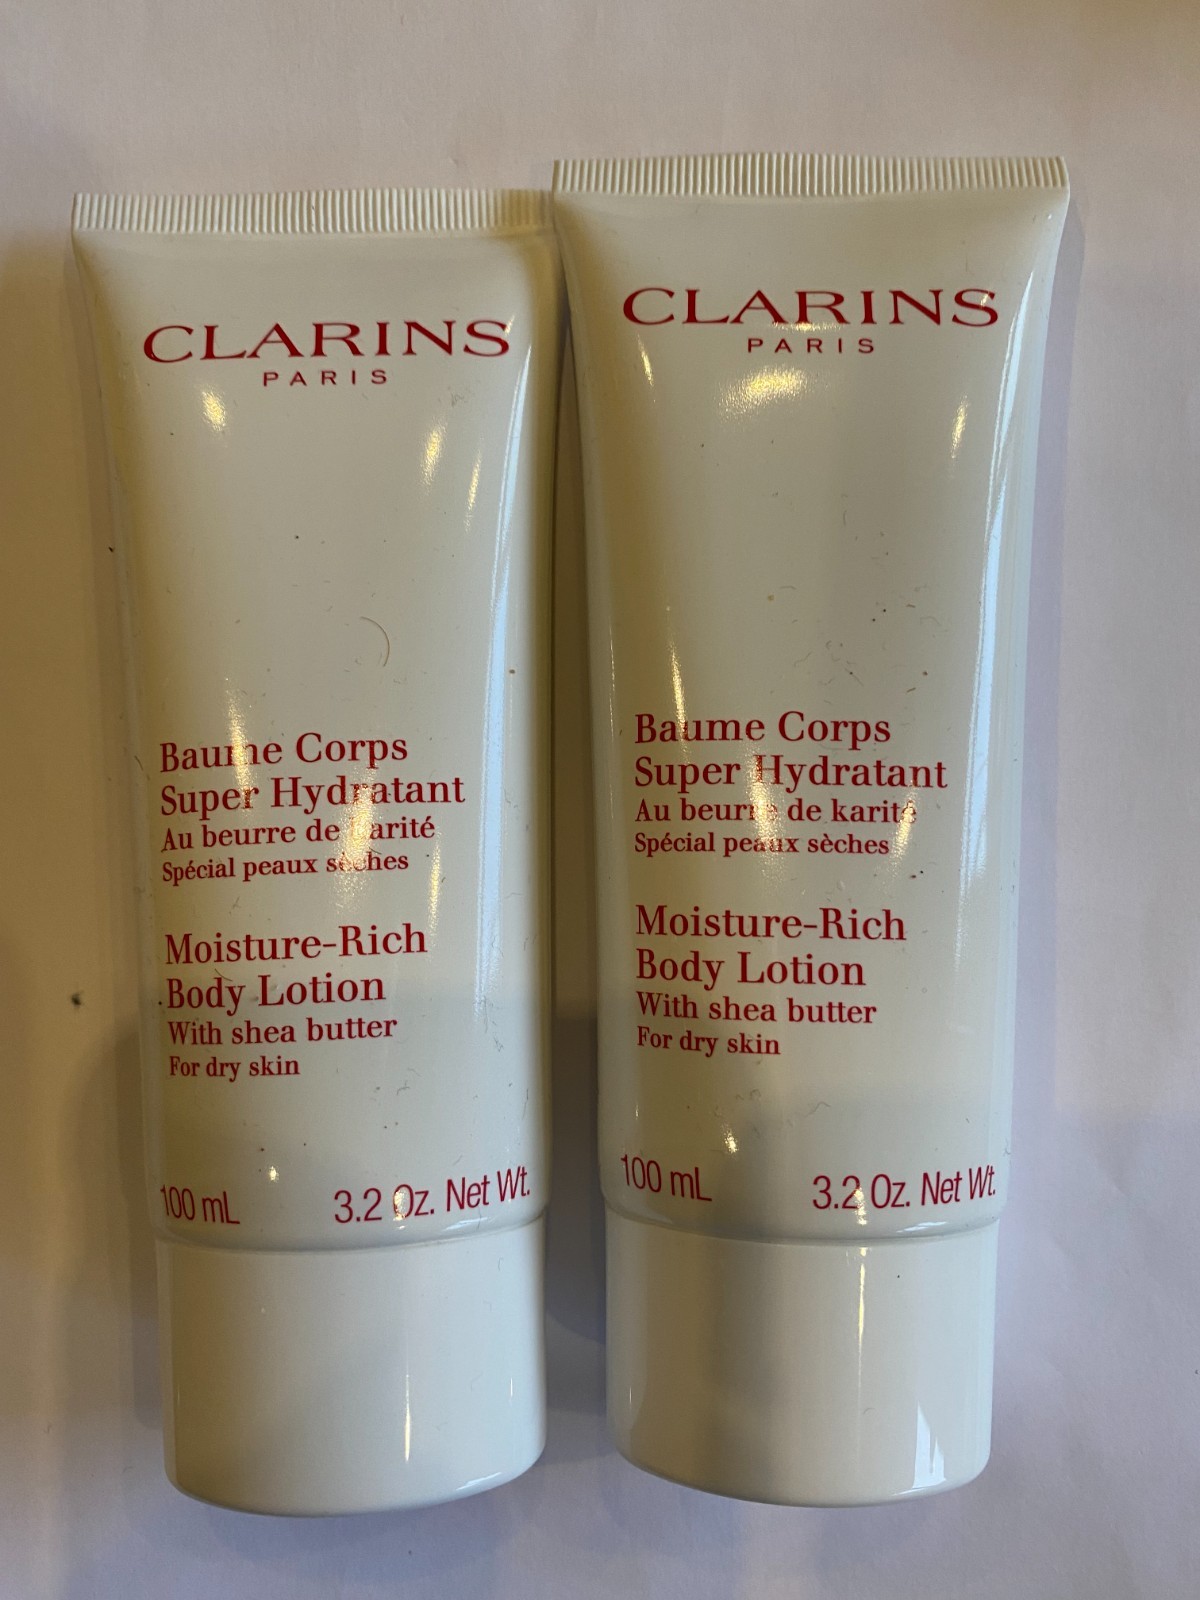 CLARINS
PARIS
Baume Corps
Super Hydratant
Au beurre de karité
Spécial peaux sèches
Moisture-Rich
Body Lotion
With shea butter
For dry skin
100 mL 3.2 Oz. Net Wt.
CLARINS
PARIS
Baume Corps
Super Hydratant
Au beurre de karité
Spécial peaux sèches
Moisture-Rich
Body Lotion
With shea butter
For dry skin
100 mL 3.2 Oz. Net Wt.